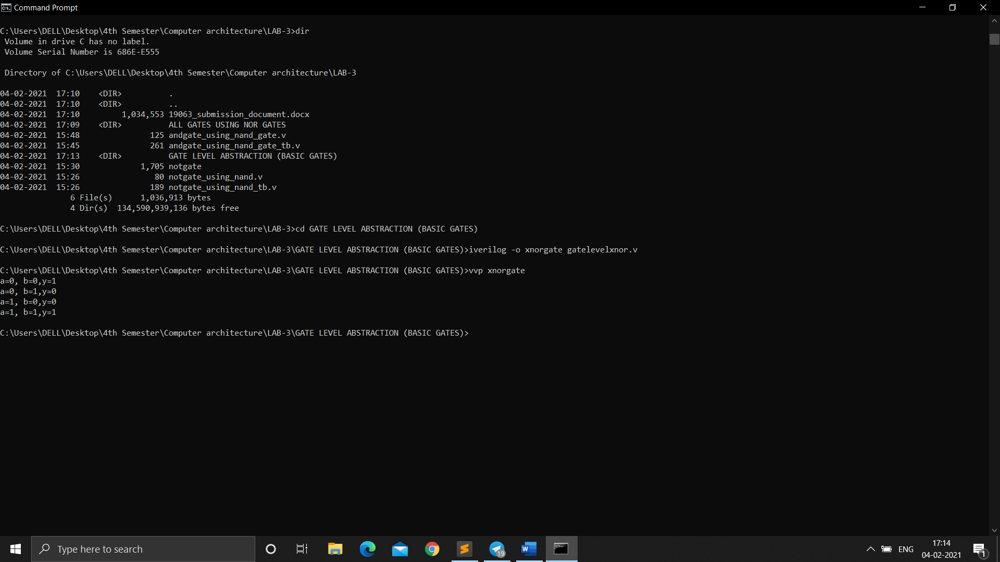 Command Prompt
C:\Users\DELL\Desktop\4th Semester\Computer architecture\LAB-3>dir
 Volume in drive C has no label.
 Volume Serial Number is 686E-E555
 Directory of C:\Users\DELL\Desktop\4th Semester\Computer architecture\LAB-3
04-02-2021  17:10    <DIR>          .
04-02-2021  17:10    <DIR>          ..
04-02-2021  17:10         1,034,553 19063_submission_document.docx
04-02-2021  17:09    <DIR>          ALL GATES USING NOR GATES
04-02-2021  15:48               125 andgate_using_nand_gate.v
04-02-2021  15:45               261 andgate_using_nand_gate_tb.v
04-02-2021  17:13    <DIR>          GATE LEVEL ABSTRACTION (BASIC GATES)
04-02-2021  15:30             1,705 notgate
04-02-2021  15:26                80 notgate_using_nand.v
04-02-2021  15:26               189 notgate_using_nand_tb.v
               6 File(s)      1,036,913 bytes
               4 Dir(s)  134,590,939,136 bytes free
C:\Users\DELL\Desktop\4th Semester\Computer architecture\LAB-3>cd GATE LEVEL ABSTRACTION (BASIC GATES)
C:\Users\DELL\Desktop\4th Semester\Computer architecture\LAB-3\GATE LEVEL ABSTRACTION (BASIC GATES)>iverilog -o xnorgate gatelevelxnor.v
C:\Users\DELL\Desktop\4th Semester\Computer architecture\LAB-3\GATE LEVEL ABSTRACTION (BASIC GATES)>vvp xnorgate
a=0, b=0,y=1
a=0, b=1,y=0
a=1, b=0,y=0
a=1, b=1,y=1
C:\Users\DELL\Desktop\4th Semester\Computer architecture\LAB-3\GATE LEVEL ABSTRACTION (BASIC GATES)>
Type here to search
19
ENG
17:14
04-02-2021
1